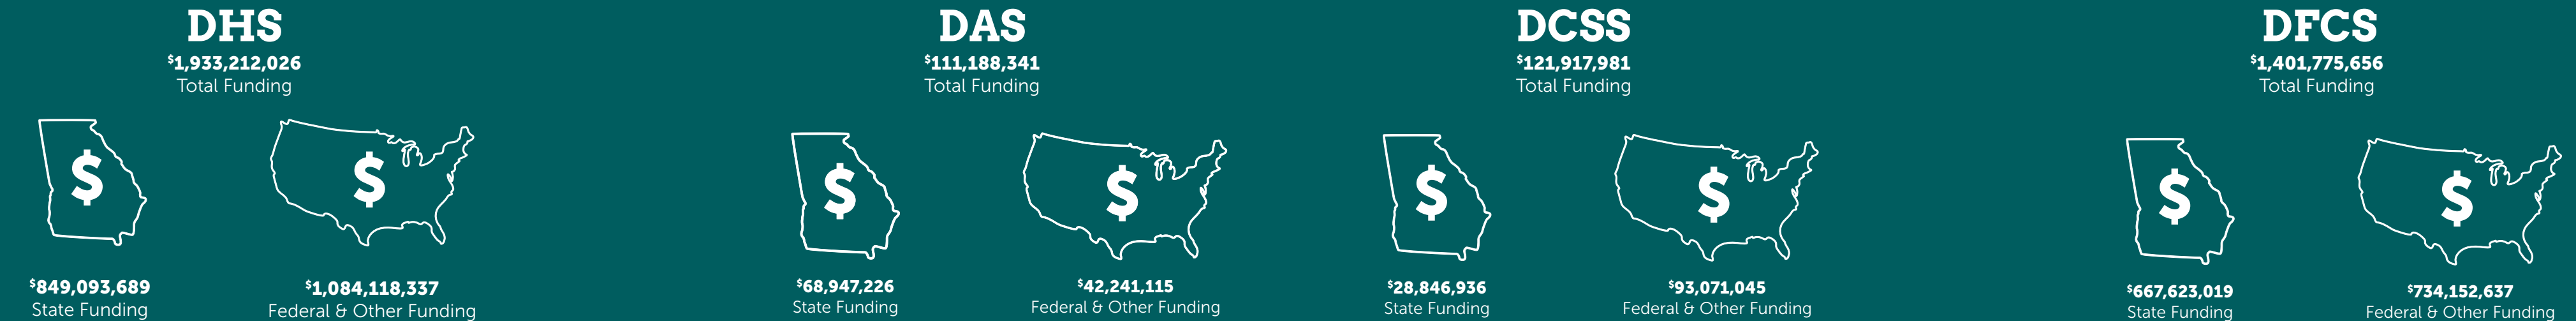 DHS
$1,933,212,026
Total Funding
$849,093,689
State Funding
$1,084,118,337
Federal & Other Funding
DAS
$111,188,341
Total Funding
$68,947,226
State Funding
$42,241,115
Federal & Other Funding
DCSS
$121,917,981
Total Funding
$28,846,936
State Funding
$93,071,045
Federal & Other Funding
DFCS
$1,401,775,656
Total Funding
$667,623,019
State Funding
$734,152,637
Federal & Other Funding